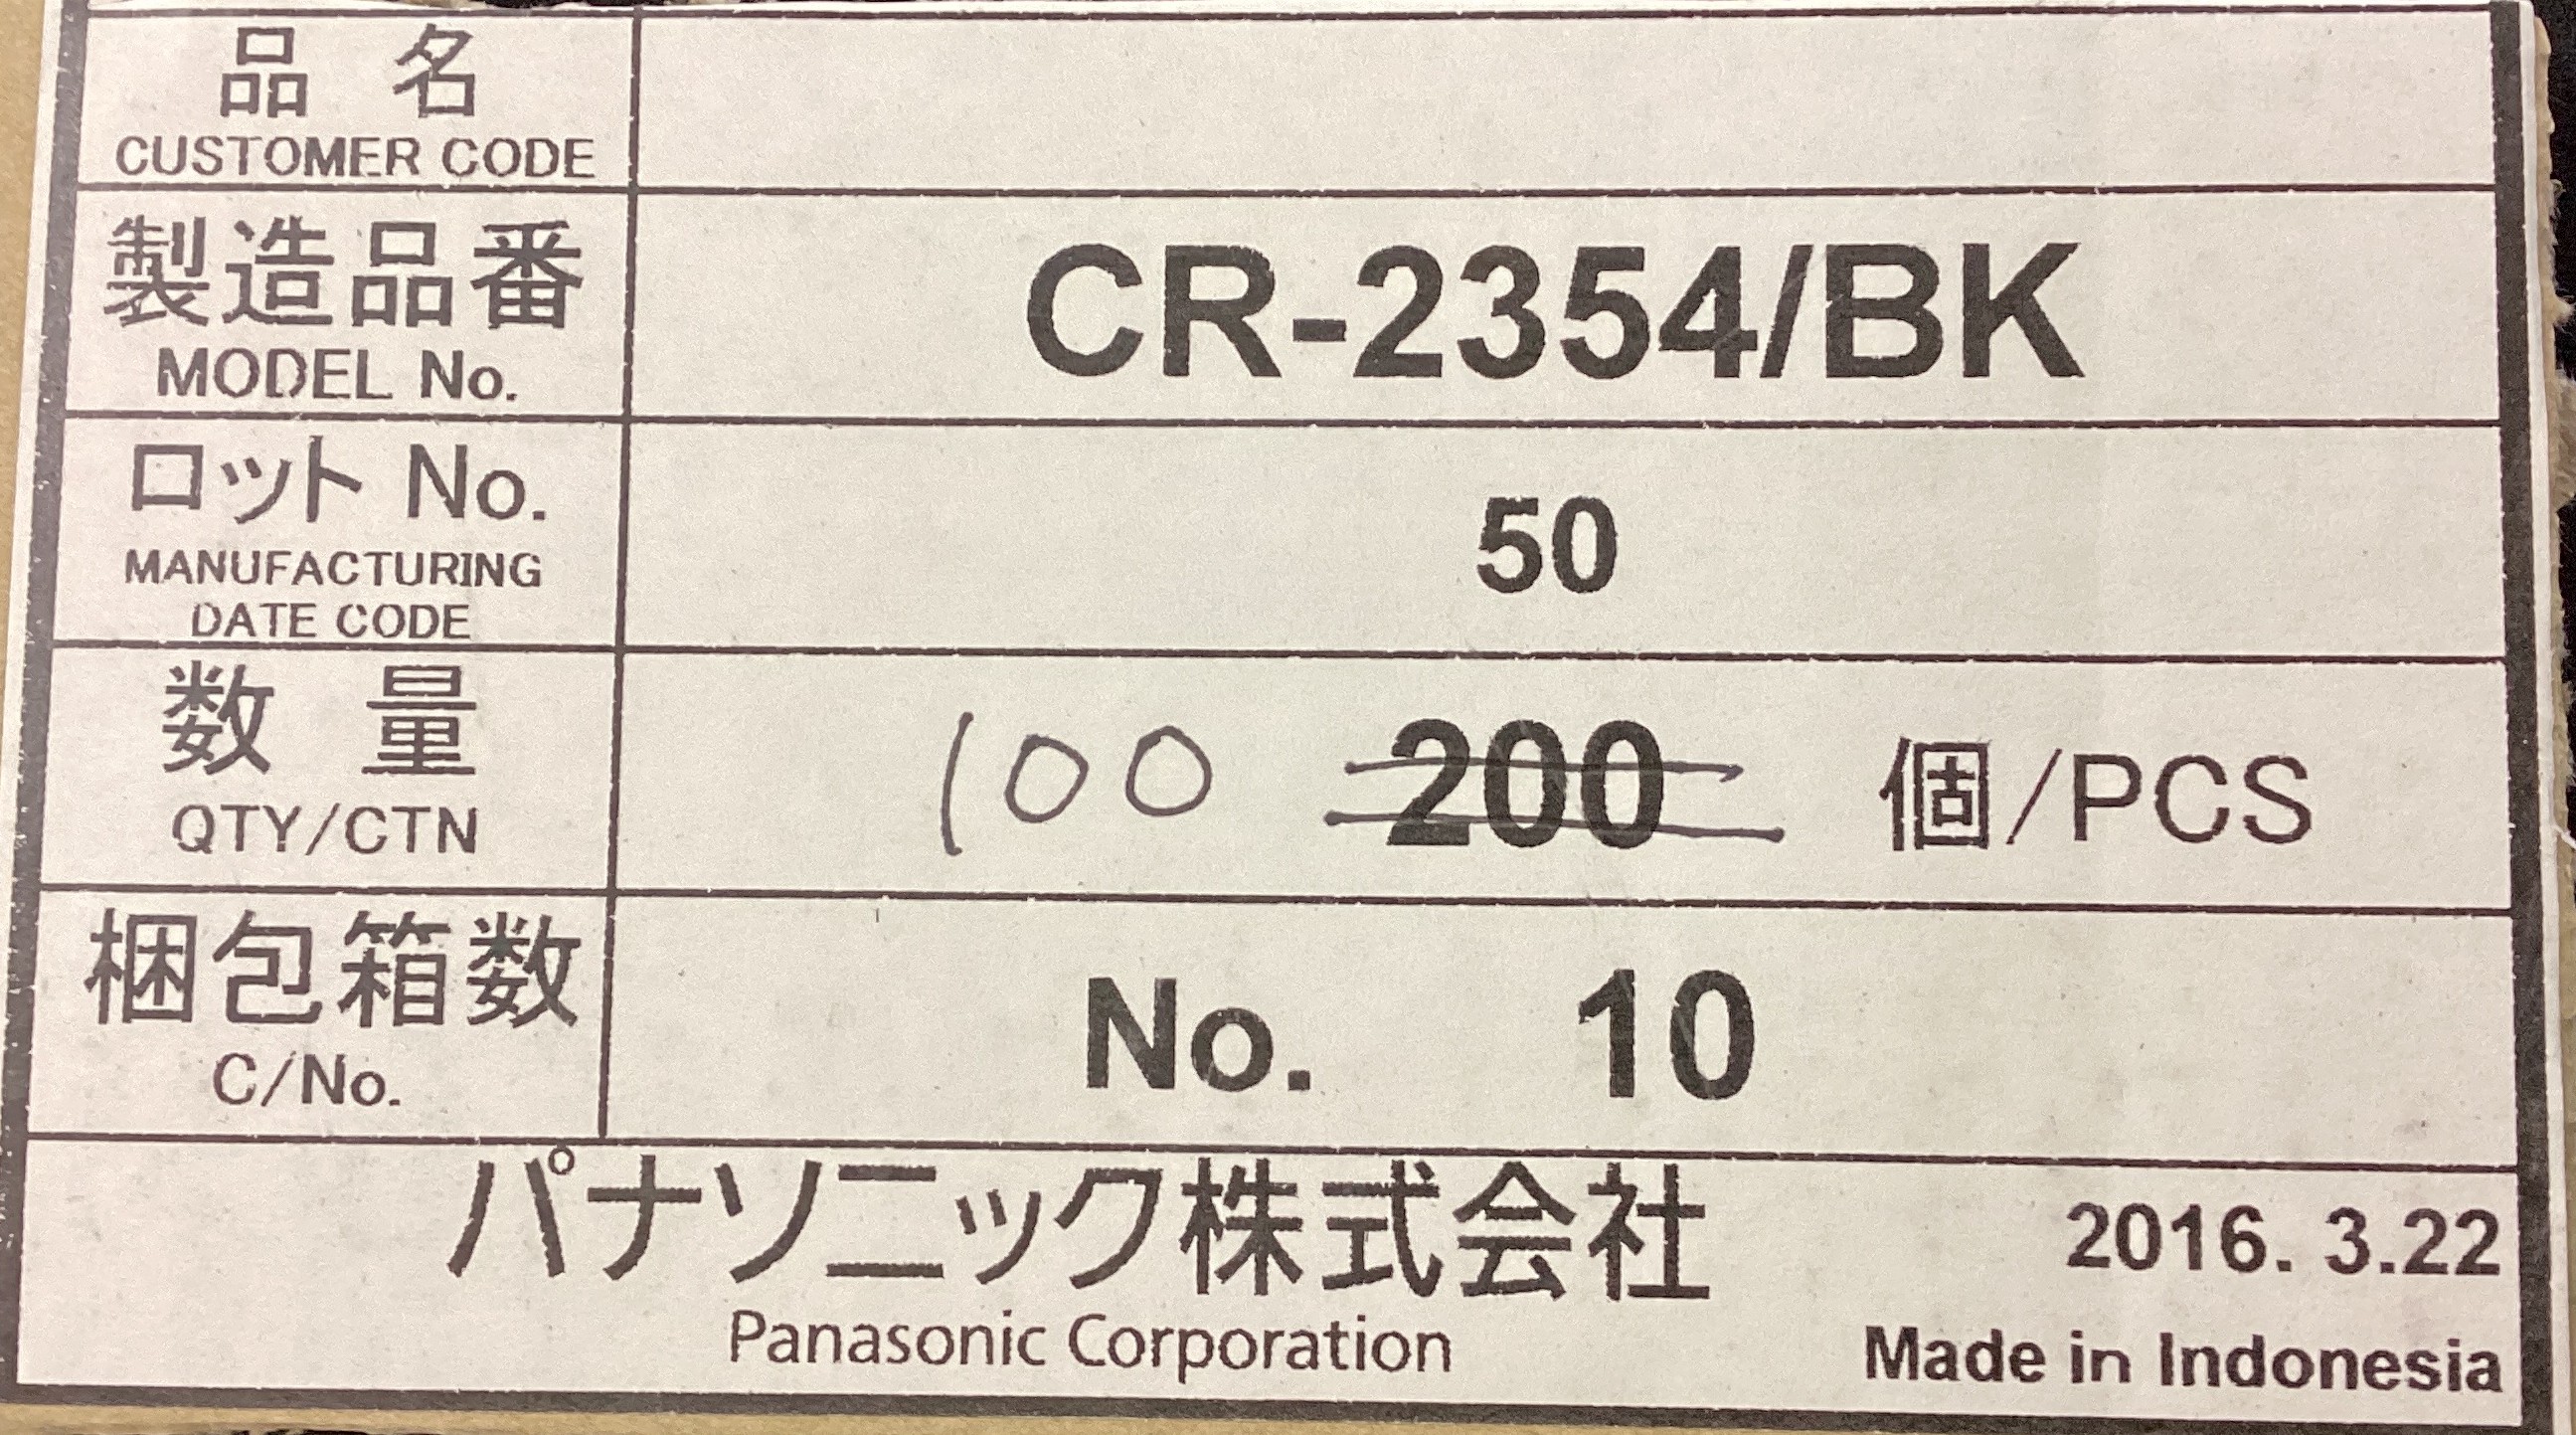 品 名
CUSTOMER CODE
製造品番
MODEL No.
CR-2354/BK
ロット No.
MANUFACTURING
DATE CODE
50
数 量
QTY/CTN
100 200 個/PCS
梱包箱数
C/No.
No. 10
パナソニック株式会社
2016. 3.22
Panasonic Corporation
Made in Indonesia